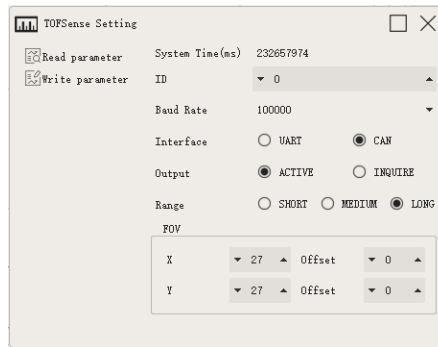 TOFSense Setting
Read parameter
Write parameter
System Time(ms) 232657974
ID 0
Baud Rate 100000
Interface UART CAN
Output ACTIVE INQUIRE
Range SHORT MEDIUM LONG
FOV
X 27 Offset 0
Y 27 Offset 0